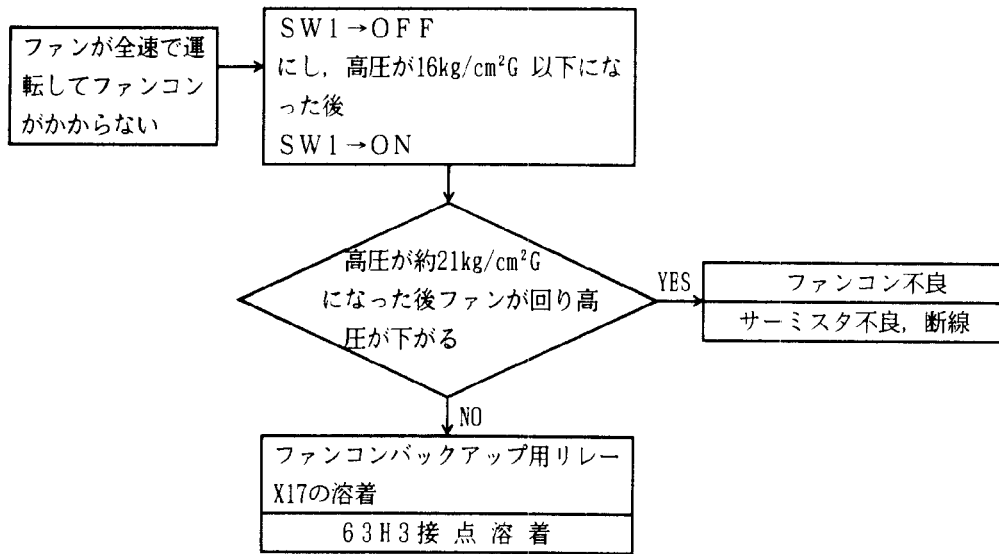 ファンが全速で運
転してファンコン
がかからない
SW1→OFF
にし，高圧が16kg/cm²G 以下にな
った後
SW1→ON
高圧が約21kg/cm²G
になった後ファンが回り高
圧が下がる
YES
ファンコン不良
サーミスタ不良，断線
NO
ファンコンバックアップ用リレー
X17の溶着
63H3接 点 溶 着